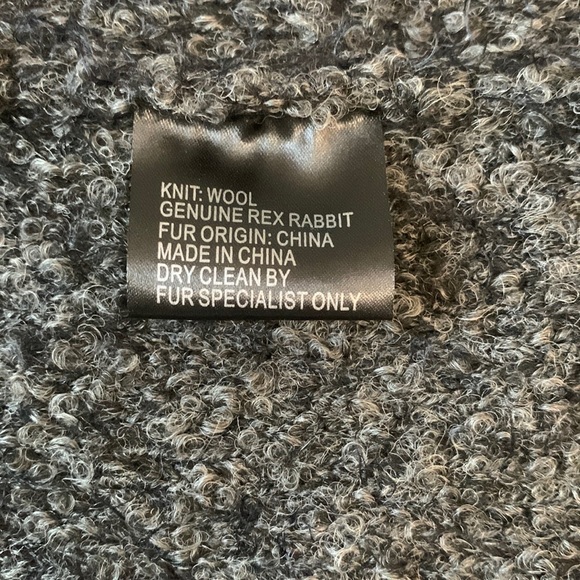 KNIT: WOOL
GENUINE REX RABBIT
FUR ORIGIN: CHINA
MADE IN CHINA
DRY CLEAN BY
FUR SPECIALIST ONLY